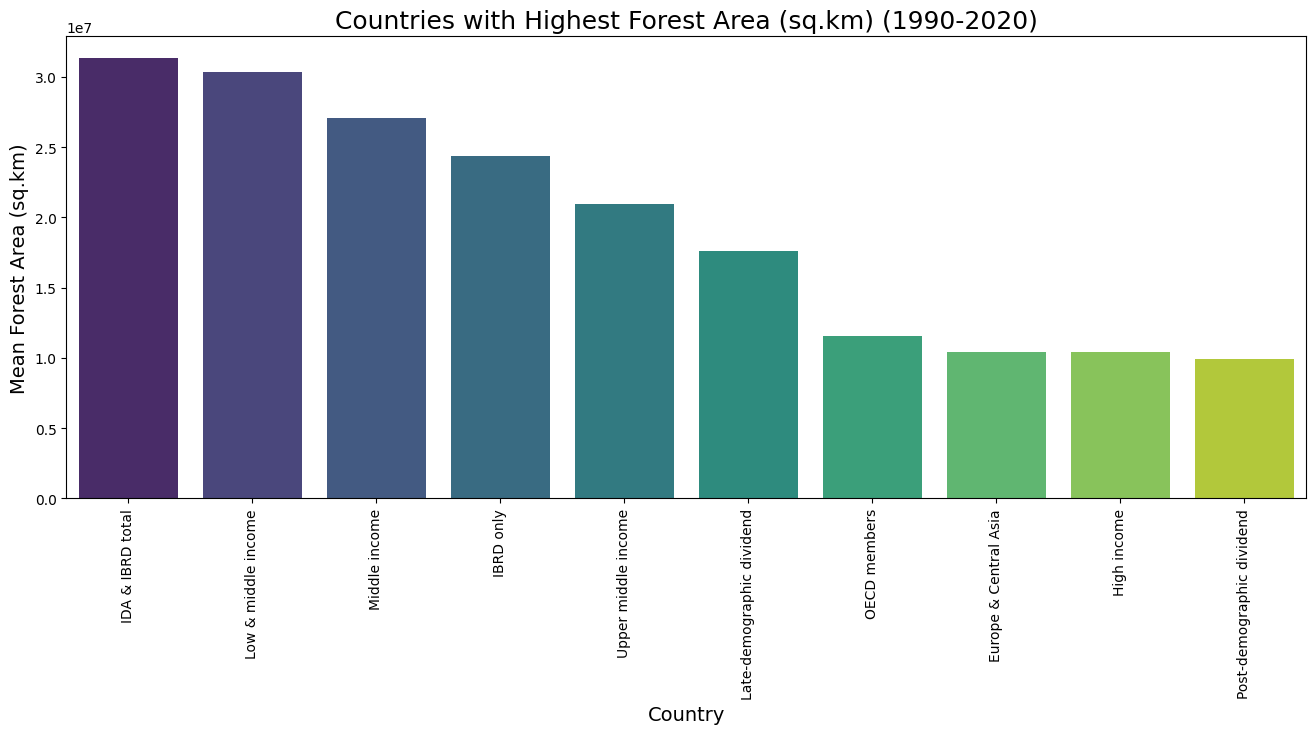 Countries with Highest Forest Area (sq.km) (1990-2020)
1e7
3.0
2.5
2.0
1.5
1.0
0.5
0.0
Mean Forest Area (sq.km)
IDA & IBRD total
Low & middle income
Middle income
IBRD only
Upper middle income
Late-demographic dividend
OECD members
Europe & Central Asia
High income
Post-demographic dividend
Country